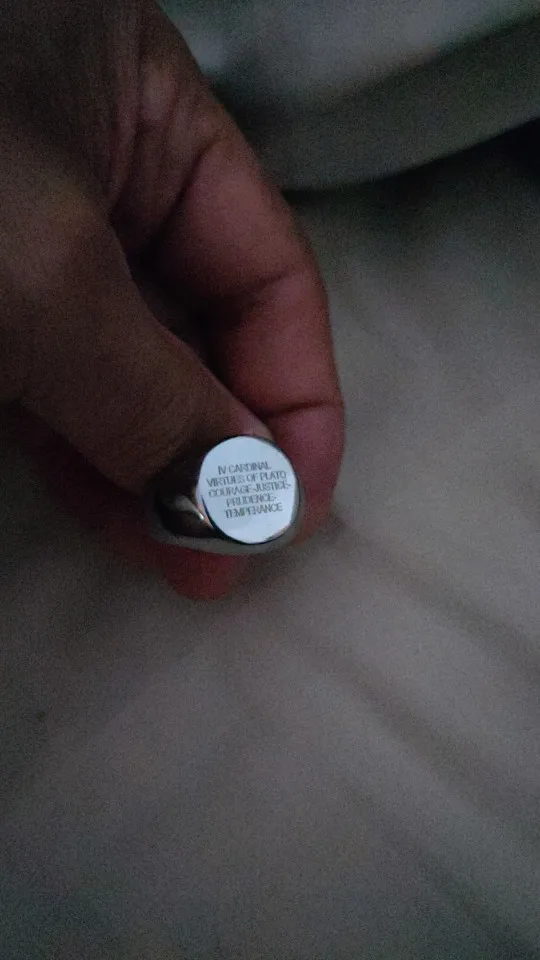 IV CARDINAL
VIRTUES OF PLATO
COURAGE-JUSTICE-
PRUDENCE-
TEMPERANCE